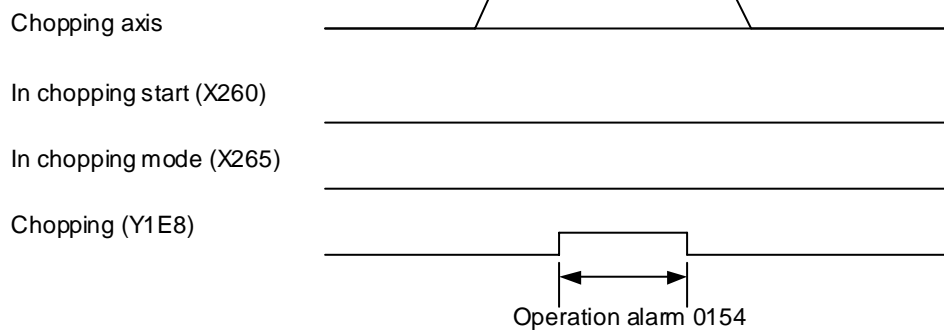 Chopping axis
In chopping start (X260)
In chopping mode (X265)
Chopping (Y1E8)
Operation alarm 0154